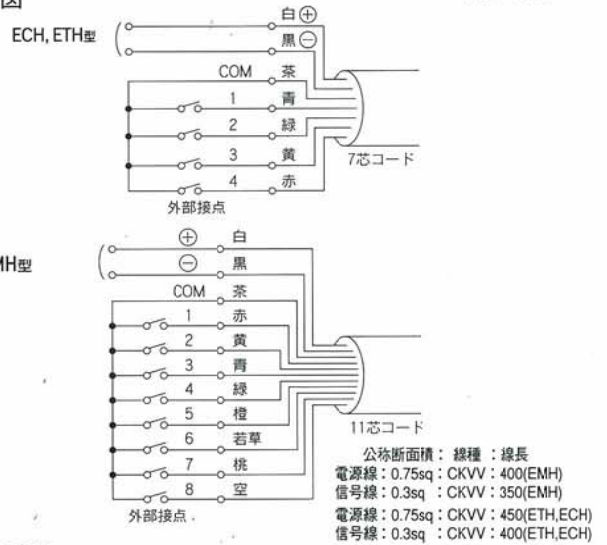 図
ECH, ETH型
白⊕
黒⊖
COM 茶
1 青
2 緑
3 黄
4 赤
外部接点
7芯コード
MH型
⊕ 白
⊖ 黒
COM 茶
1 赤
2 黄
3 青
4 緑
5 橙
6 若草
7 桃
8 空
外部接点
11芯コード
公称断面積:線種:線長
電源線:0.75sq:CKVV:400(EMH)
信号線:0.3sq :CKVV:350(EMH)
電源線:0.75sq:CKVV:450(ETH,ECH)
信号線:0.3sq :CKVV:400(ETH,ECH)